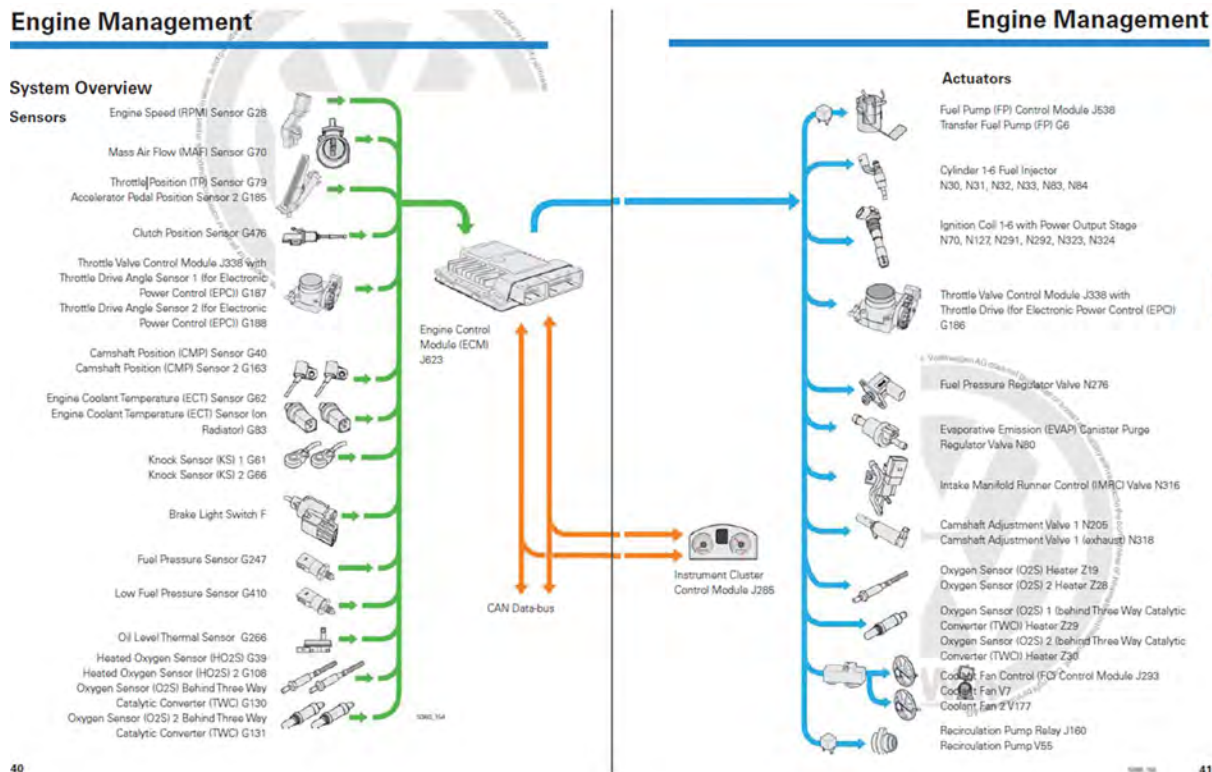 Engine Management
System Overview
Sensors
Engine Speed (RPM) Sensor G28
Mass Air Flow (MAF) Sensor G70
Throttle Position (TP) Sensor G79
Accelerator Pedal Position Sensor 2 G185
Clutch Position Sensor G476
Throttle Valve Control Module J338 with
Throttle Drive Angle Sensor 1 (for Electronic
Power Control (EPC)) G187
Throttle Drive Angle Sensor 2 (for Electronic
Power Control (EPC)) G188
Camshaft Position (CMP) Sensor G40
Camshaft Position (CMP) Sensor 2 G163
Engine Coolant Temperature (ECT) Sensor G62
Engine Coolant Temperature (ECT) Sensor (on
Radiator) G83
Knock Sensor (KS) 1 G61
Knock Sensor (KS) 2 G66
Brake Light Switch F
Fuel Pressure Sensor G247
Low Fuel Pressure Sensor G410
Oil Level Thermal Sensor G266
Heated Oxygen Sensor (HO2S) G39
Heated Oxygen Sensor (HO2S) 2 G108
Oxygen Sensor (O2S) Behind Three Way
Catalytic Converter (TWC) G130
Oxygen Sensor (O2S) 2 Behind Three Way
Catalytic Converter (TWC) G131
Engine Control
Module (ECM)
J623
CAN Data-bus
40
Engine Management
Actuators
Fuel Pump (FP) Control Module J538
Transfer Fuel Pump (FP) G6
Cylinder 1-6 Fuel Injector
N30, N31, N32, N33, N83, N84
Ignition Coil 1-6 with Power Output Stage
N70, N127, N291, N292, N323, N324
Throttle Valve Control Module J338 with
Throttle Drive (for Electronic Power Control (EPC))
G186
Fuel Pressure Regulator Valve N276
Evaporative Emission (EVAP) Canister Purge
Regulator Valve N80
Intake Manifold Runner Control (IMRC) Valve N316
Camshaft Adjustment Valve 1 N205
Camshaft Adjustment Valve 1 (exhaust) N318
Oxygen Sensor (O2S) Heater Z19
Oxygen Sensor (O2S) 2 Heater Z28
Oxygen Sensor (O2S) 1 (behind Three Way Catalytic
Converter (TWC)) Heater Z29
Oxygen Sensor (O2S) 2 (behind Three Way Catalytic
Converter (TWC)) Heater Z30
Coolant Fan Control (FC) Control Module J293
Coolant Fan V7
Coolant Fan 2 V177
Recirculation Pump Relay J160
Recirculation Pump V55
Instrument Cluster
Control Module J285
41